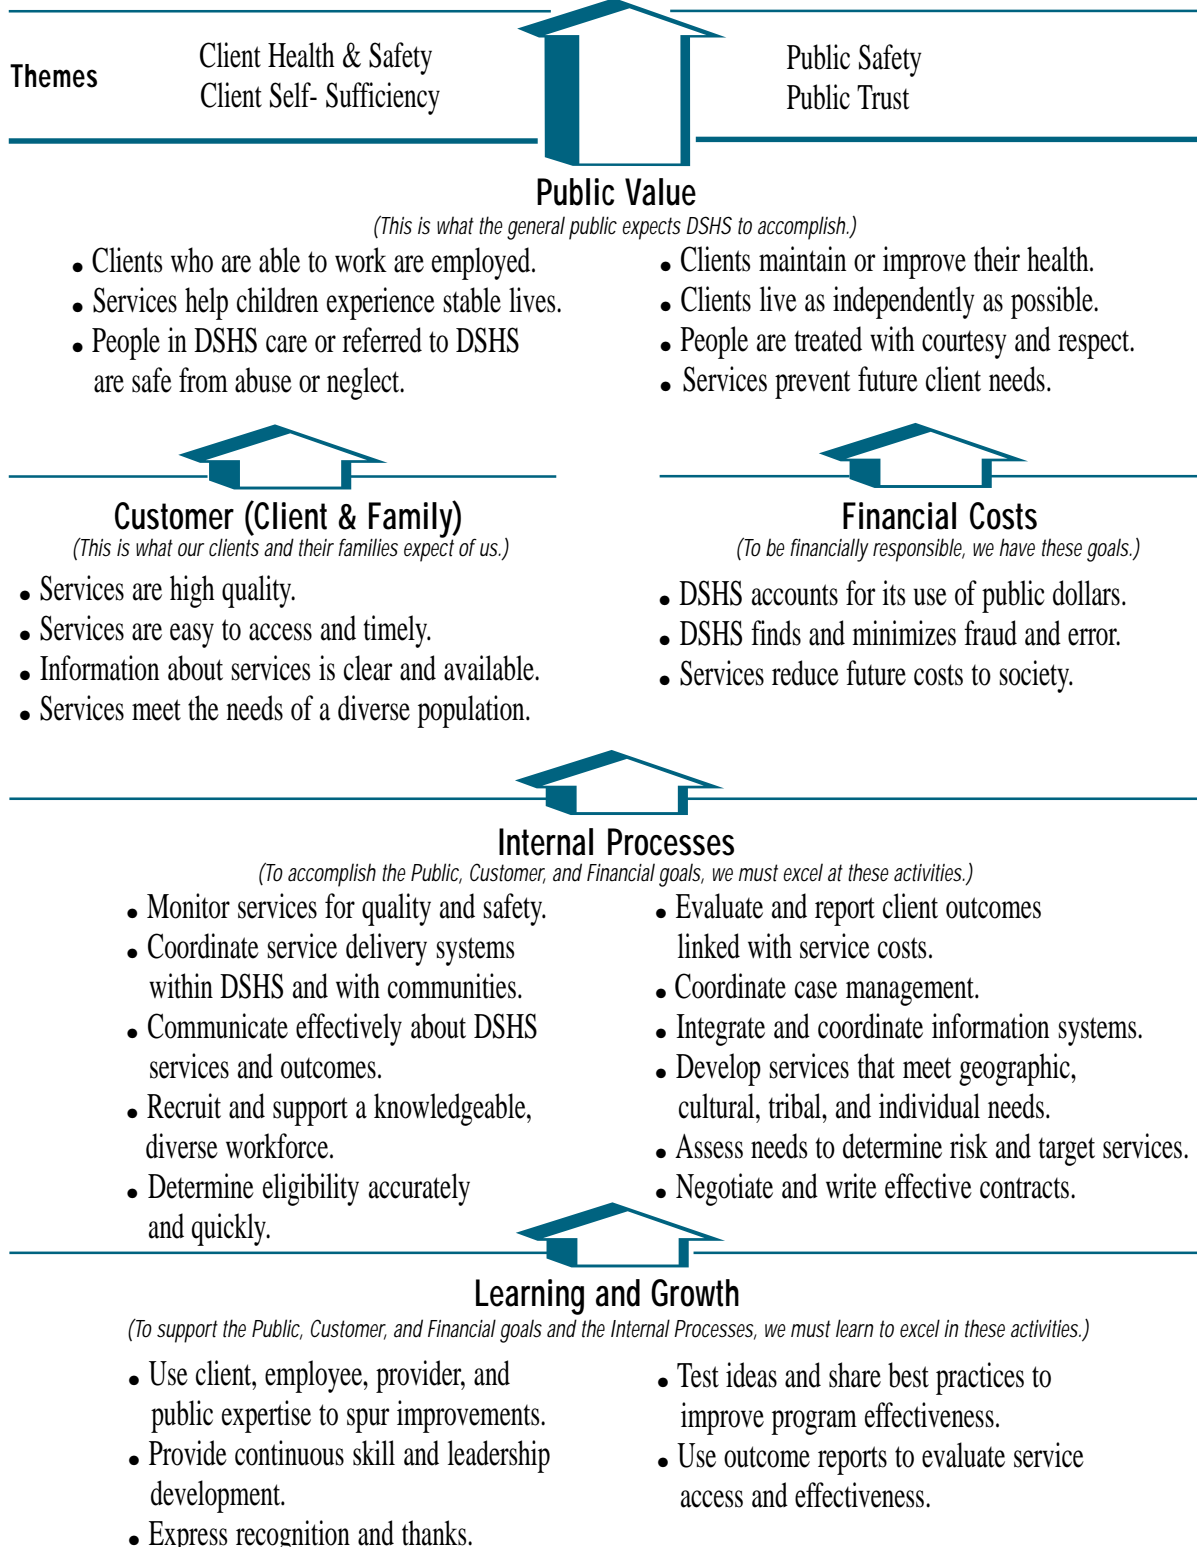 Themes
Client Health & Safety
Client Self- Sufficiency
Public Safety
Public Trust
Public Value
(This is what the general public expects DSHS to accomplish.)
● Clients who are able to work are employed.
● Services help children experience stable lives.
● People in DSHS care or referred to DSHS
are safe from abuse or neglect.
● Clients maintain or improve their health.
● Clients live as independently as possible.
● People are treated with courtesy and respect.
● Services prevent future client needs.
Customer (Client & Family)
(This is what our clients and their families expect of us.)
● Services are high quality.
● Services are easy to access and timely.
● Information about services is clear and available.
● Services meet the needs of a diverse population.
Financial Costs
(To be financially responsible, we have these goals.)
● DSHS accounts for its use of public dollars.
● DSHS finds and minimizes fraud and error.
● Services reduce future costs to society.
Internal Processes
(To accomplish the Public, Customer, and Financial goals, we must excel at these activities.)
● Monitor services for quality and safety.
● Coordinate service delivery systems
within DSHS and with communities.
● Communicate effectively about DSHS
services and outcomes.
● Recruit and support a knowledgeable,
diverse workforce.
● Determine eligibility accurately
and quickly.
● Evaluate and report client outcomes
linked with service costs.
● Coordinate case management.
● Integrate and coordinate information systems.
● Develop services that meet geographic,
cultural, tribal, and individual needs.
● Assess needs to determine risk and target services.
● Negotiate and write effective contracts.
Learning and Growth
(To support the Public, Customer, and Financial goals and the Internal Processes, we must learn to excel in these activities.)
● Use client, employee, provider, and
public expertise to spur improvements.
● Provide continuous skill and leadership
development.
● Express recognition and thanks.
● Test ideas and share best practices to
improve program effectiveness.
● Use outcome reports to evaluate service
access and effectiveness.